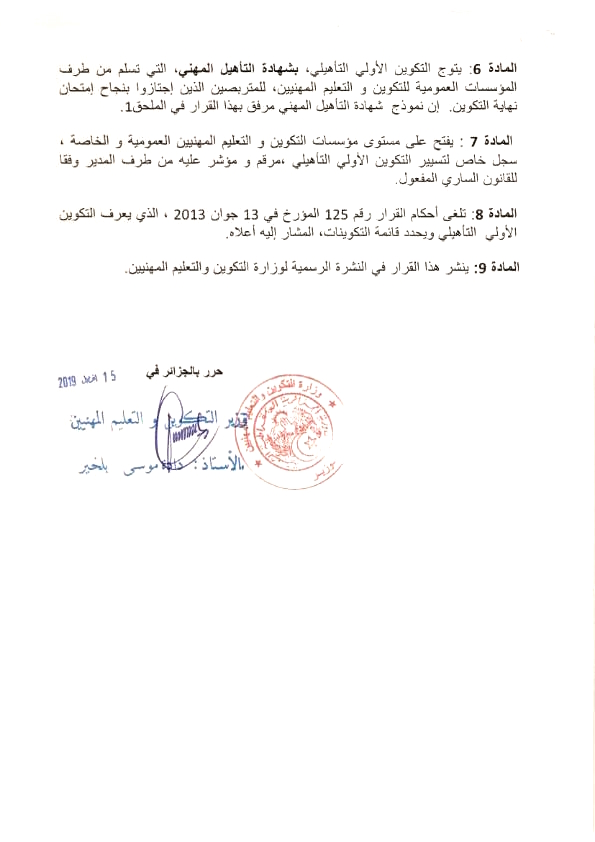 المادة 6: يتوج التكوين الأولي التأهيلي، بشهادة التأهيل المهني، التي تسلم من طرف
المؤسسات العمومية للتكوين و التعليم المهنيين، للمتربصين الذين إجتازوا بنجاح إمتحان
نهاية التكوين. إن نموذج شهادة التأهيل المهني مرفق بهذا القرار في الملحق1.
المادة 7 : يفتح على مستوى مؤسسات التكوين و التعليم المهنيين العمومية و الخاصة ،
سجل خاص لتسيير التكوين الأولي التأهيلي ،مرقم و مؤشر عليه من طرف المدير وفقا
للقانون الساري المفعول.
المادة 8: تلغى أحكام القرار رقم 125 المؤرخ في 13 جوان 2013 ، الذي يعرف التكوين
الأولي التأهيلي ويحدد قائمة التكوينات، المشار إليه أعلاه.
المادة 9: ينشر هذا القرار في النشرة الرسمية لوزارة التكوين والتعليم المهنيين.
حرر بالجزائر في 15 2019
وزير التكوين و التعليم المهنيين
الأستاذ: دادة موسى بلخير
وزارة التكوين والتعليم المهنيين